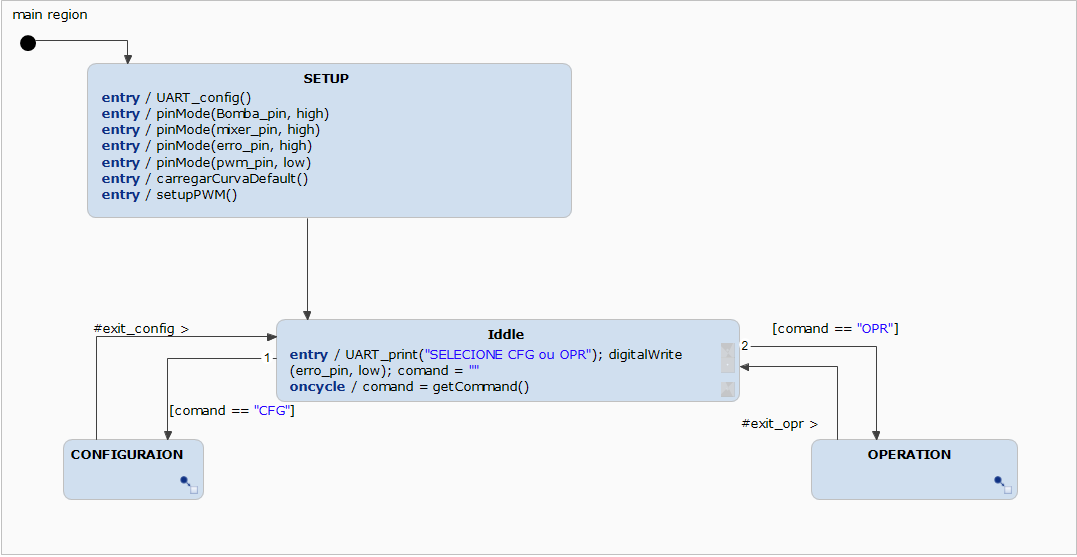 main region
SETUP
entry / UART_config()
entry / pinMode(Bomba_pin, high)
entry / pinMode(mixer_pin, high)
entry / pinMode(erro_pin, high)
entry / pinMode(pwm_pin, low)
entry / carregarCurvaDefault()
entry / setupPWM()
#exit_config >
Iddle
[comand == "OPR"]
1
2
entry / UART_print("SELECIONE CFG ou OPR"); digitalWrite
(erro_pin, low); comand = ""
oncycle / comand = getCommand()
[comand == "CFG"]
#exit_opr >
CONFIGURAION
OPERATION